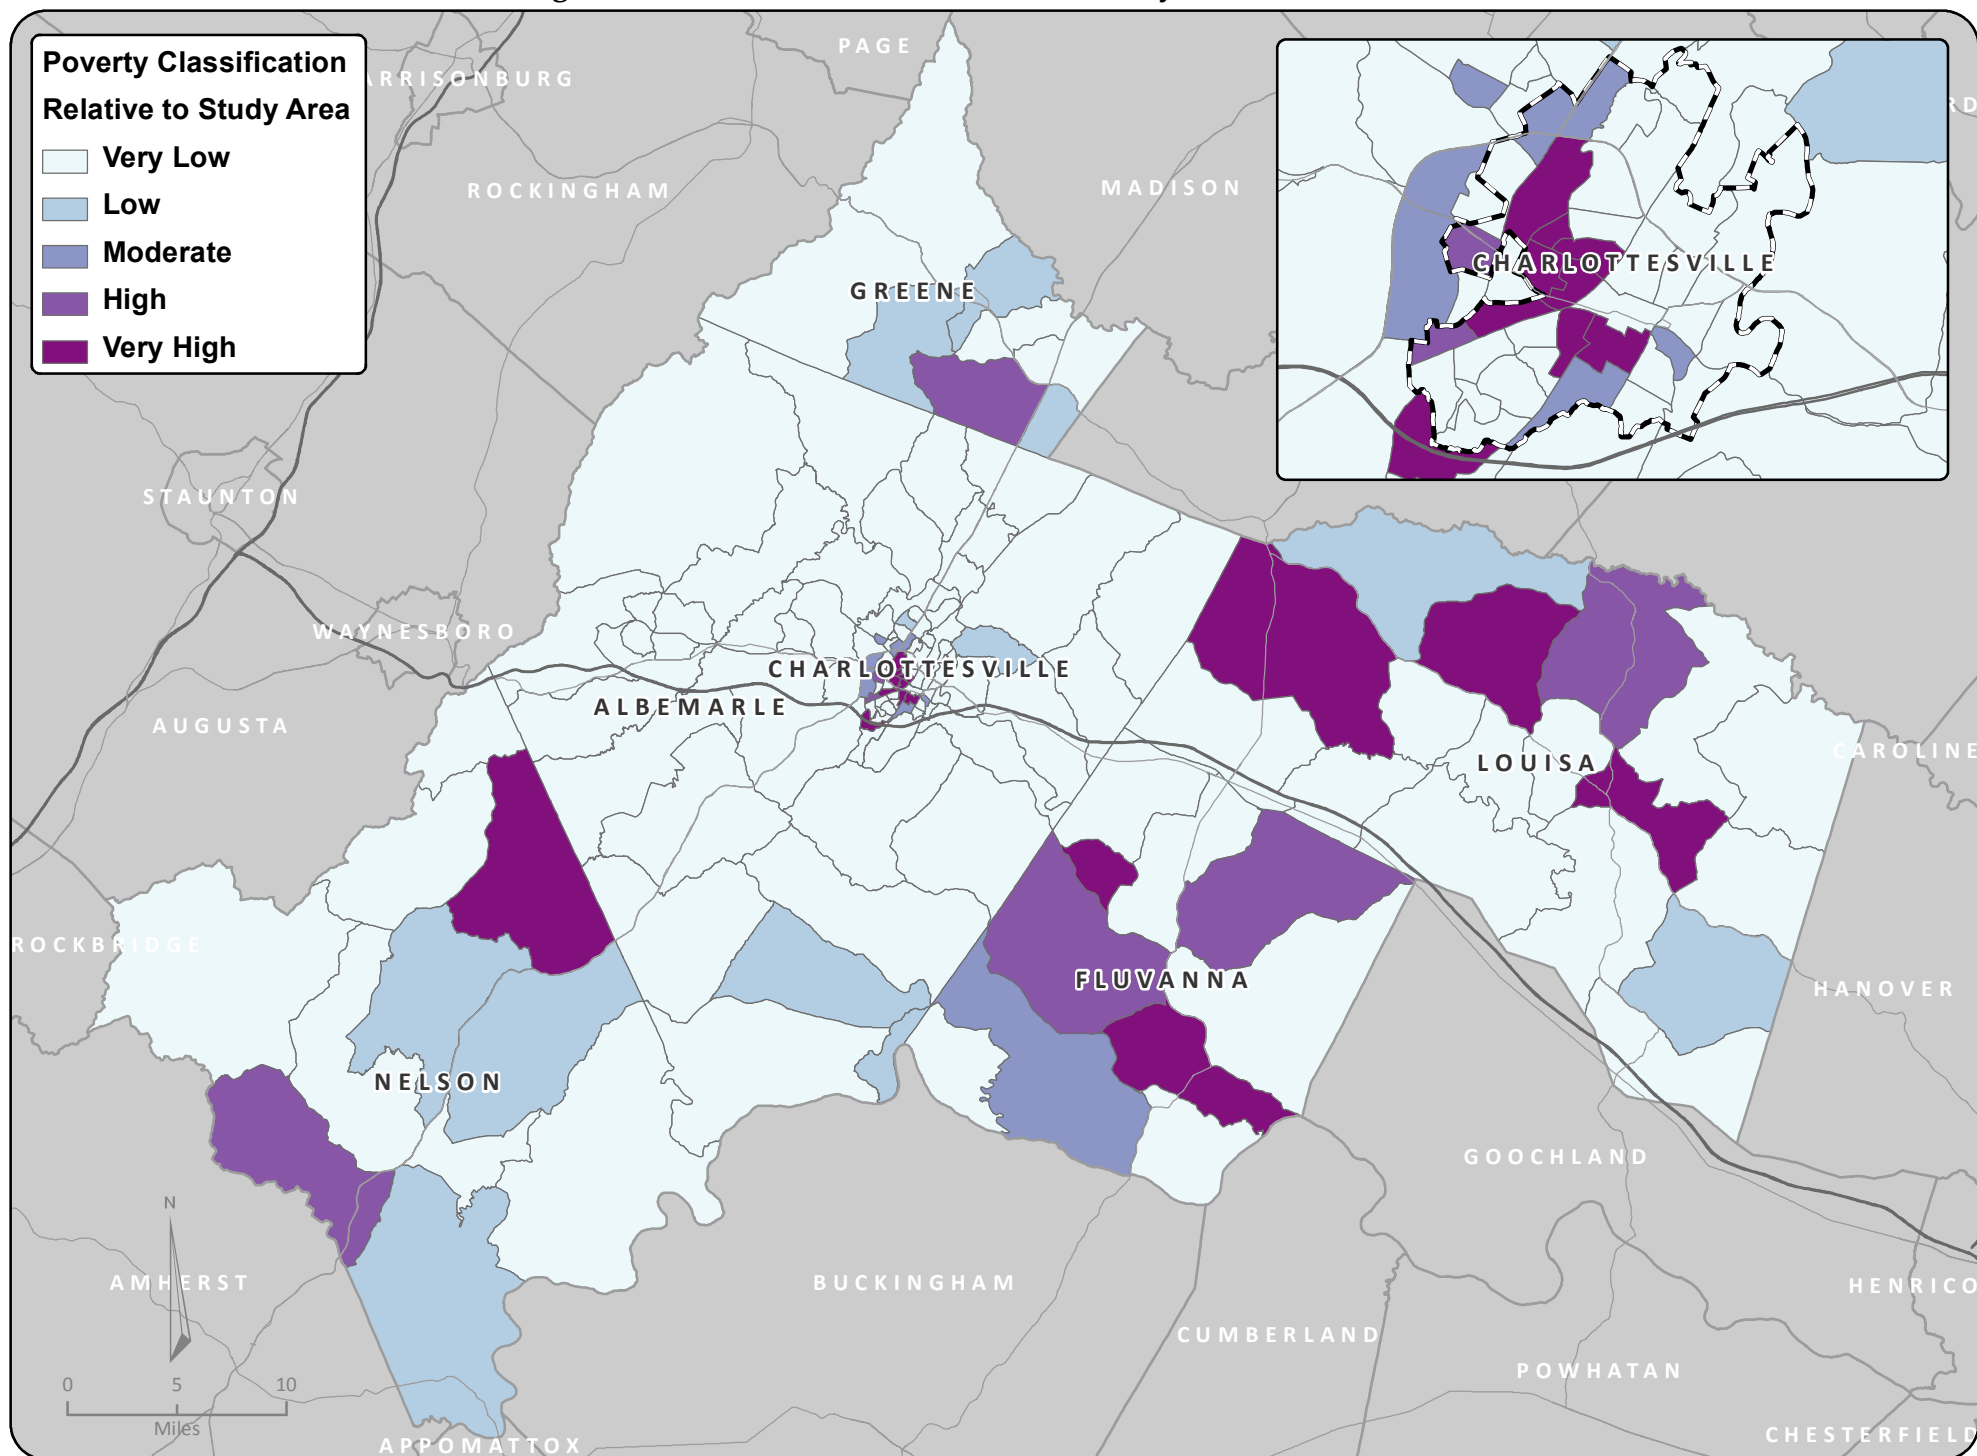 Poverty Classification
Relative to Study Area
Very Low
Low
Moderate
High
Very High
PAGE
ARRISONBURG
ROCKINGHAM
MADISON
RD
CHARLOTTESVILLE
GREENE
STAUNTON
WAYNESBORO
CHARLOTTESVILLE
ALBEMARLE
AUGUSTA
LOUISA
CAROLINE
ROCKBRIDGE
FLUVANNA
HANOVER
NELSON
GOOCHLAND
N
AMHERST
BUCKINGHAM
HENRICO
CUMBERLAND
POWHATAN
0 5 10
Miles
APPOMATTOX
CHESTERFIELD